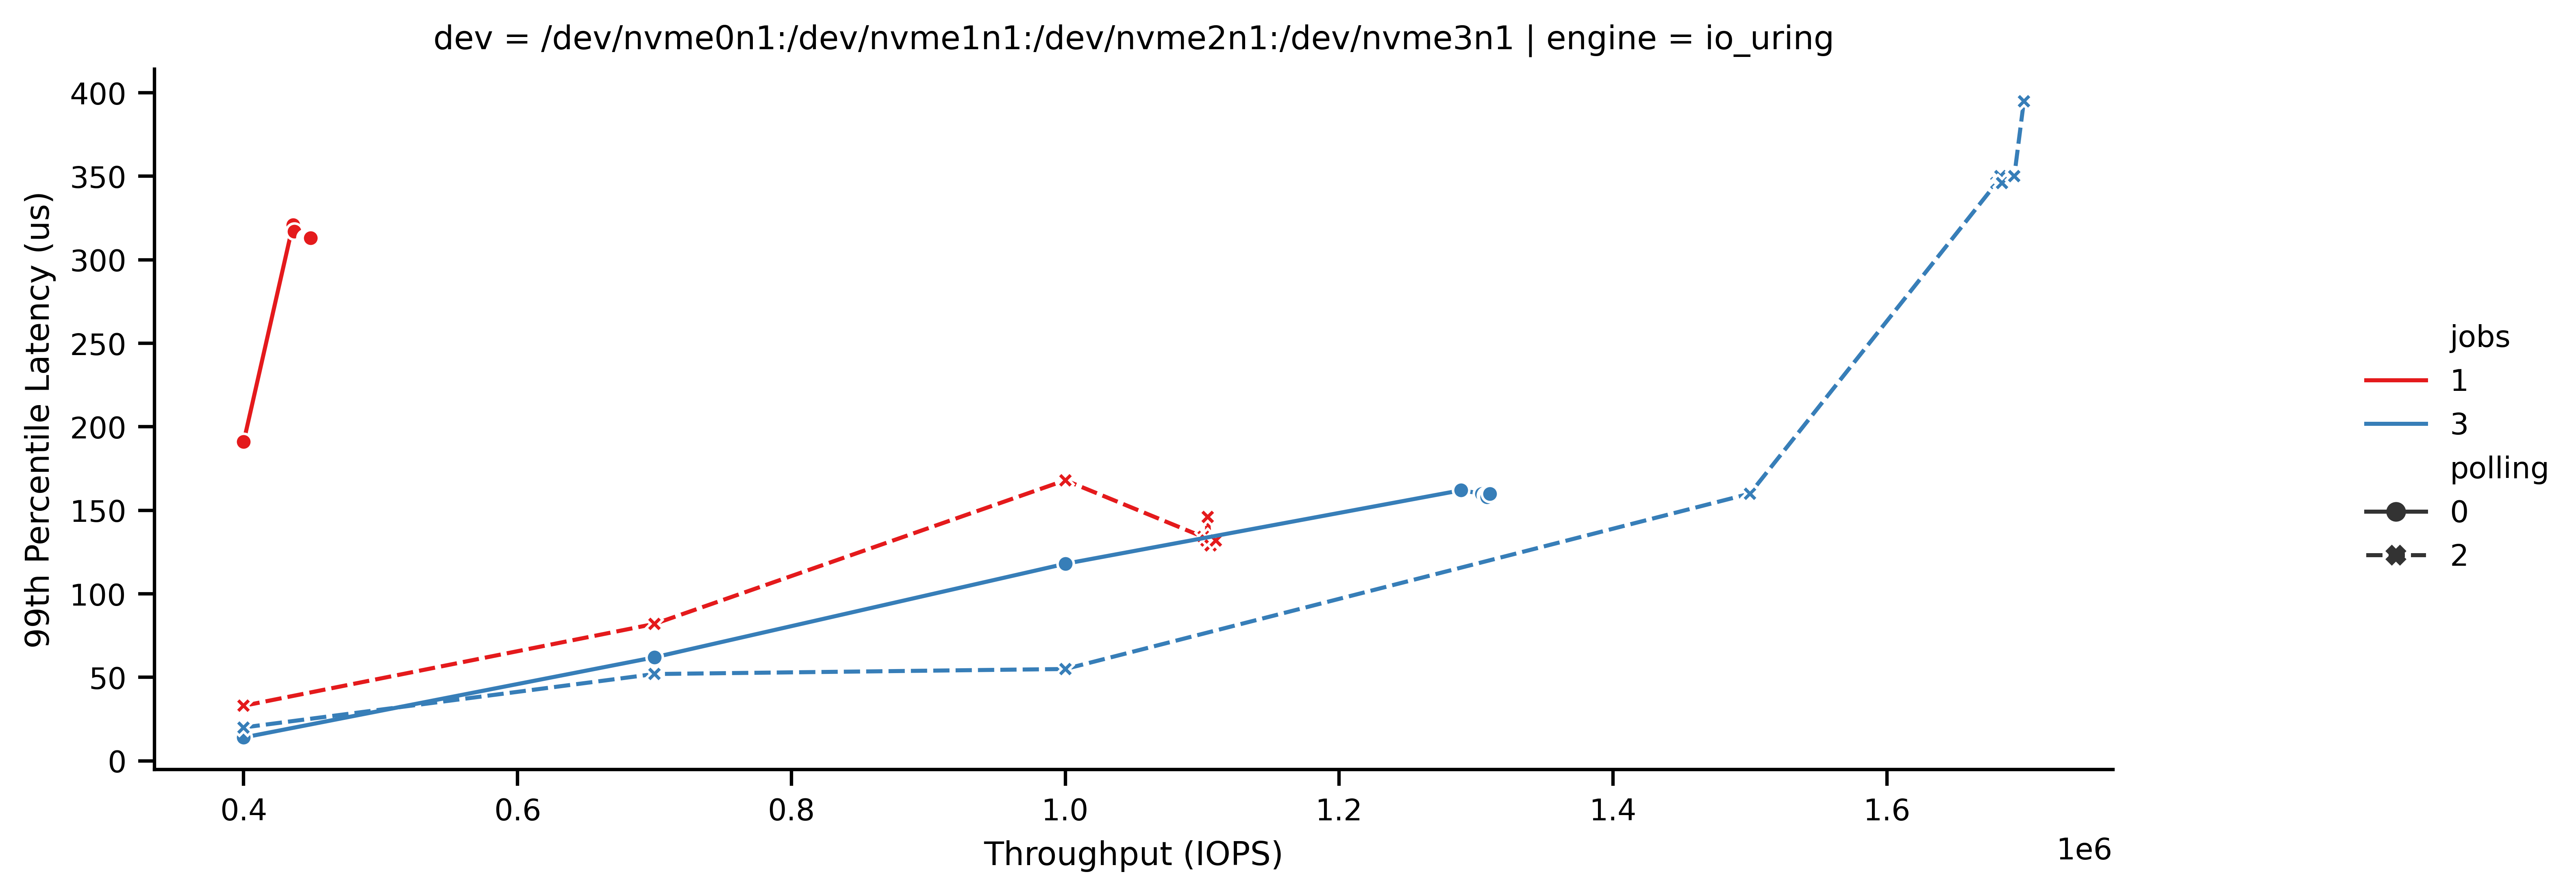 dev = /dev/nvme0n1:/dev/nvme1n1:/dev/nvme2n1:/dev/nvme3n1 | engine = io_uring
99th Percentile Latency (us)
400
350
300
250
200
150
100
50
0
0.4 0.6 0.8 1.0 1.2 1.4 1.6
1e6
Throughput (IOPS)
jobs
1
3
polling
0
2